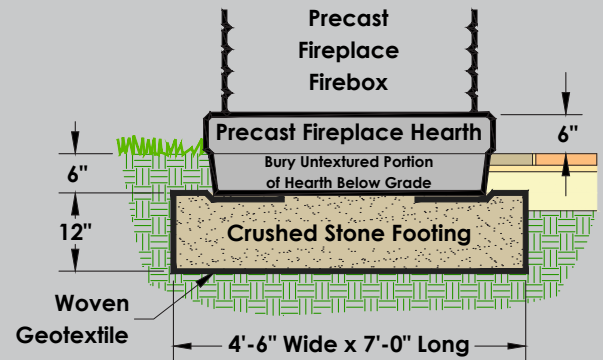 Precast
Fireplace
Firebox
Precast Fireplace Hearth
6"
Bury Untextured Portion
of Hearth Below Grade
6"
12"
Crushed Stone Footing
Woven
Geotextile
4'-6" Wide x 7'-0" Long